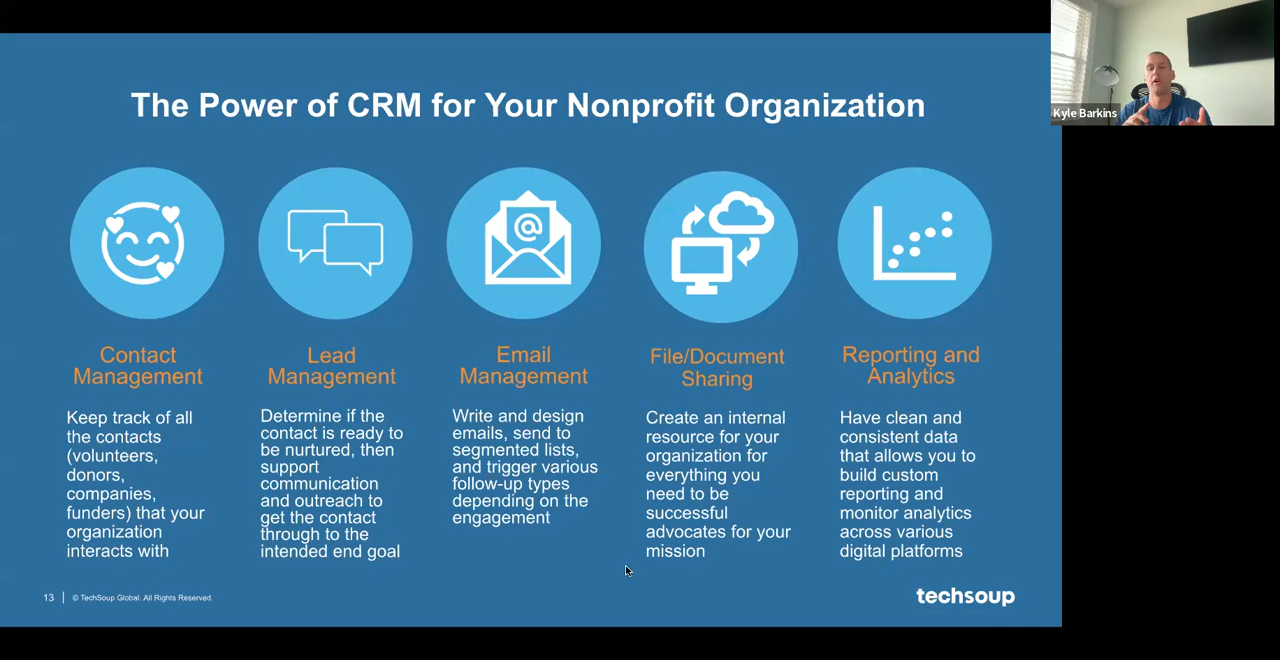 The Power of CRM for Your Nonprofit Organization
Kyle Barkins
@
Contact
Management
Keep track of all
the contacts
(volunteers,
donors,
companies,
funders) that your
organization
interacts with
Lead
Management
Determine if the
contact is ready to
be nurtured, then
support
communication
and outreach to
get the contact
through to the
intended end goal
Email
Management
Write and design
emails, send to
segmented lists,
and trigger various
follow-up types
depending on the
engagement
File/Document
Sharing
Create an internal
resource for your
organization for
everything you
need to be
successful
advocates for your
mission
Reporting and
Analytics
Have clean and
consistent data
that allows you to
build custom
reporting and
monitor analytics
across various
digital platforms
13 | © TechSoup Global. All Rights Reserved.
techsoup